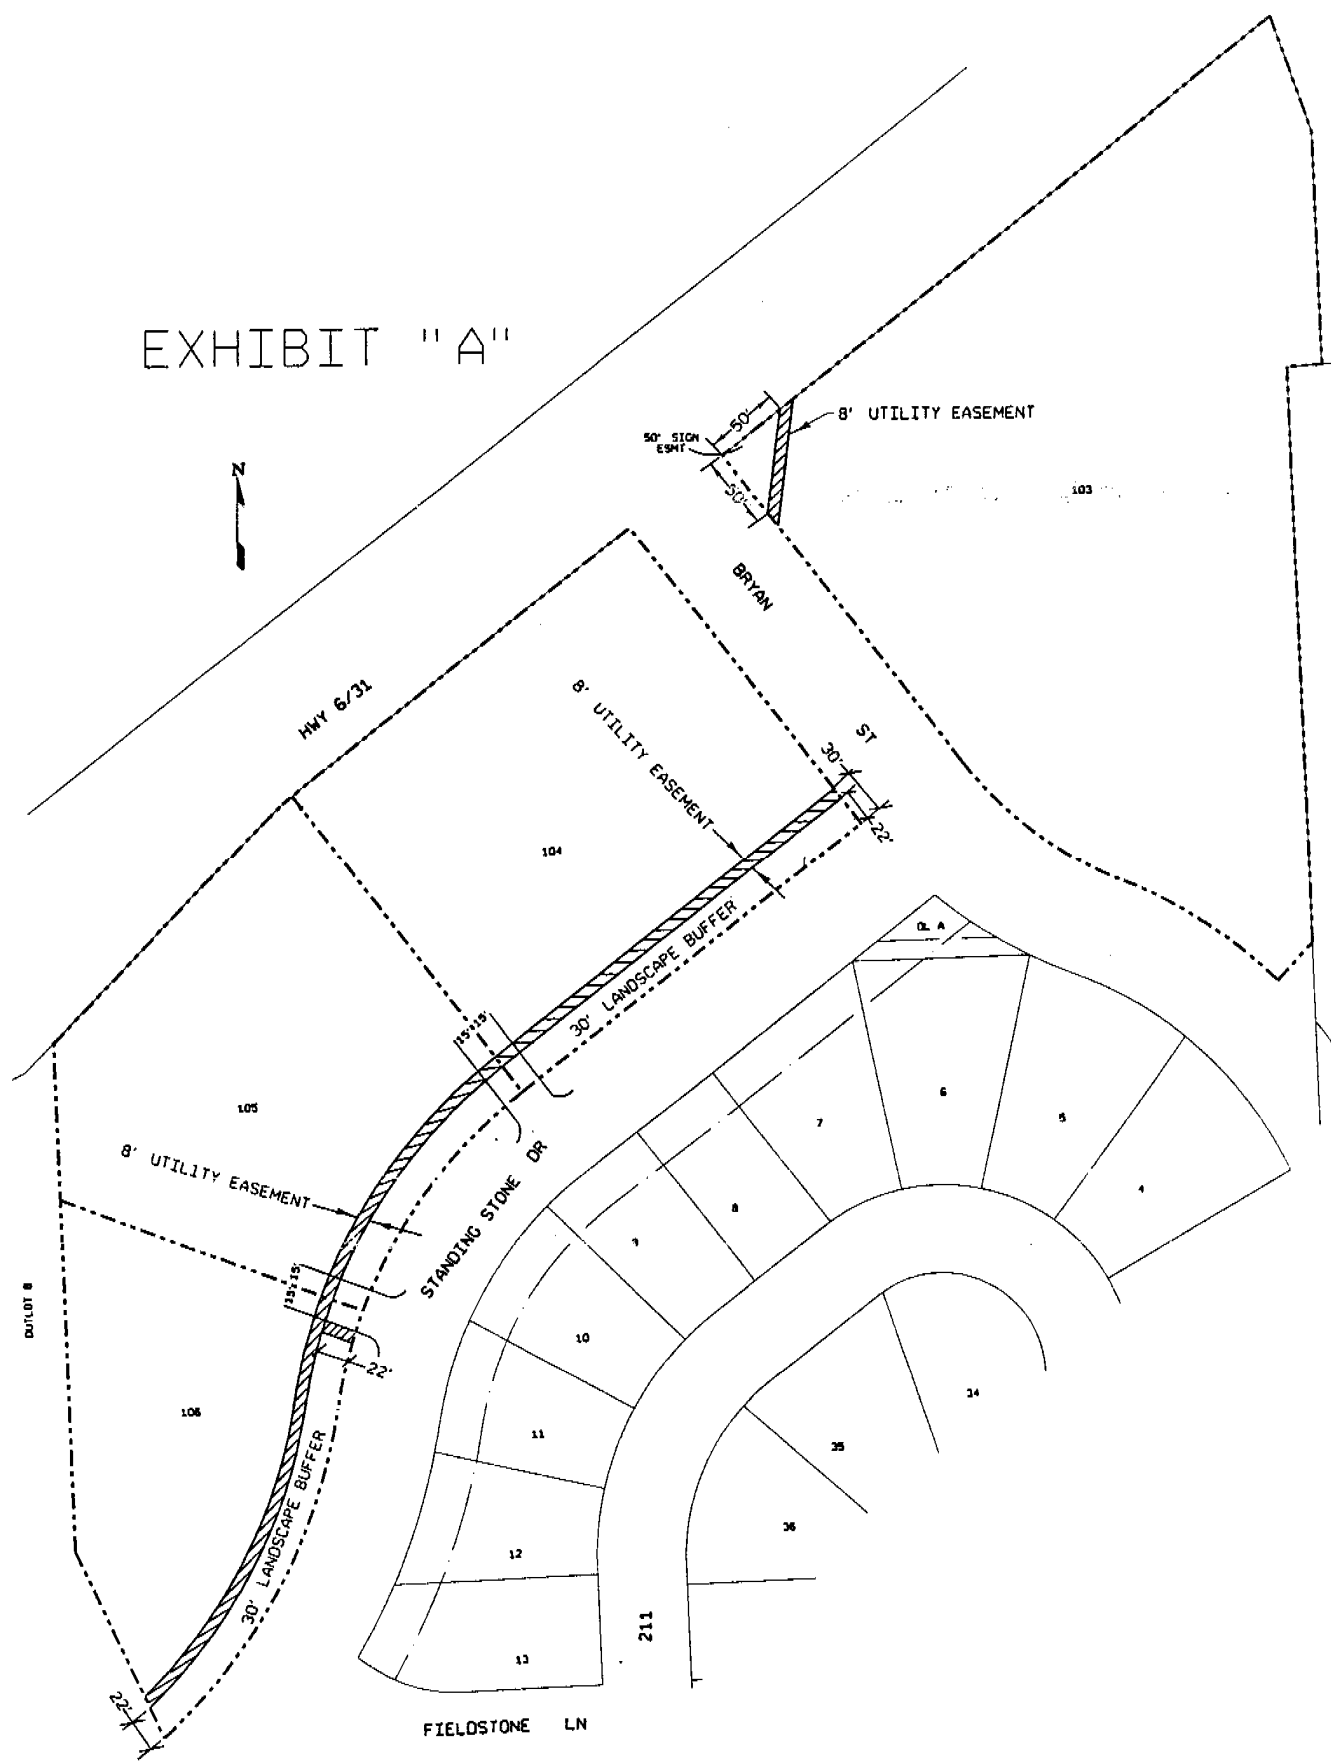 EXHIBIT "A"
N
50'
50' SIGN
ESMT
50'
8' UTILITY EASEMENT
103
BRYAN
ST
HWY 6/31
8' UTILITY EASEMENT
30'
22'
104
30' LANDSCAPE BUFFER
OL A
15' 15'
105
8' UTILITY EASEMENT
STANDING STONE DR
15' 15'
22'
OUTLOT B
106
30' LANDSCAPE BUFFER
22'
4
5
6
7
8
10
11
12
13
34
35
36
211
FIELDSTONE LN